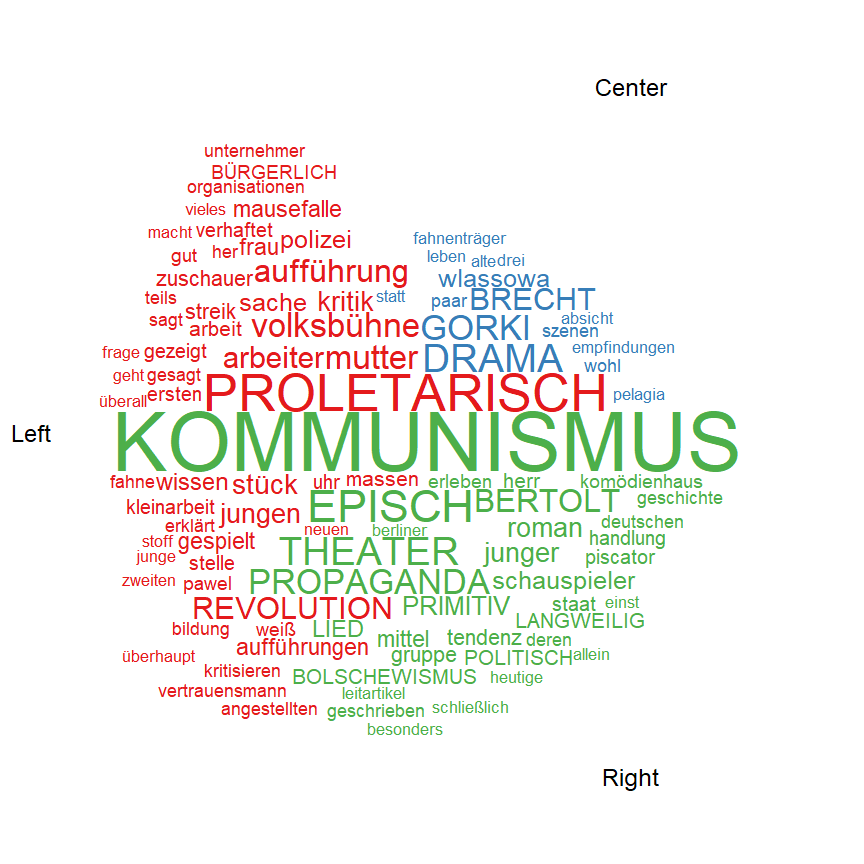 Center
unternehmer
BÜRGERLICH
organisationen
vieles mausefalle
macht verhaftet fahnenträger
gut her frau polizei leben alte drei
zuschauer aufführung wlassowa
teils streik sache kritik statt paar BRECHT
sagt arbeit volksbühne GORKI absicht szenen
frage gezeigt arbeitermutter DRAMA empfindungen
geht gesagt wohl
überall ersten PROLETARISCH pelagia
Left KOMMUNISMUS
fahne wissen stück uhr massen erleben herr komödienhaus
kleinarbeit jungen EPISCH BERTOLT geschichte
erklärt neuen berliner roman deutschen
stoff gespielt handlung
junge stelle THEATER junger piscator
zweiten pawel PROPAGANDA schauspieler
REVOLUTION PRIMITIV staat einst
bildung weiß LIED mittel tendenz LANGWEILIG deren
überhaupt aufführungen gruppe POLITISCH allein
kritisieren BOLSCHEWISMUS heutige
vertrauensmann leitartikel
angestellten geschrieben schließlich
besonders
Right